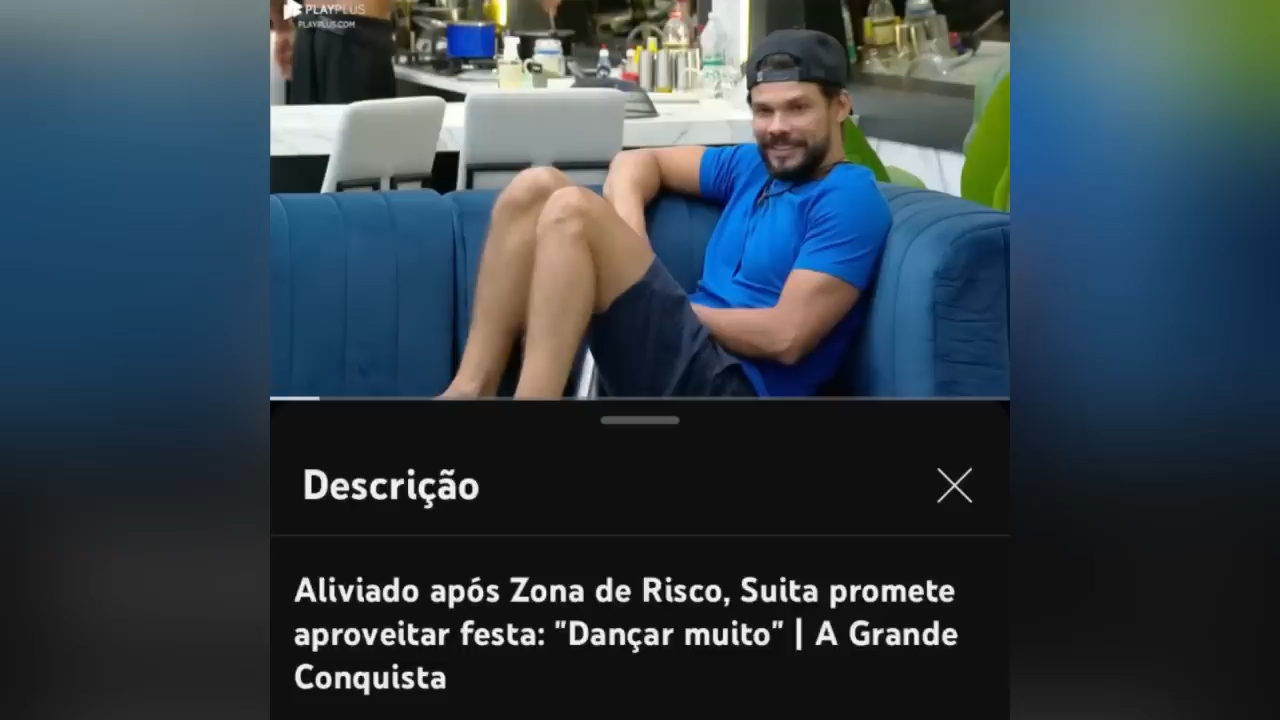 PLAYPLUS
PLAYPLUS.COM
Descrição
Aliviado após Zona de Risco, Suita promete
aproveitar festa: "Dançar muito" | A Grande
Conquista